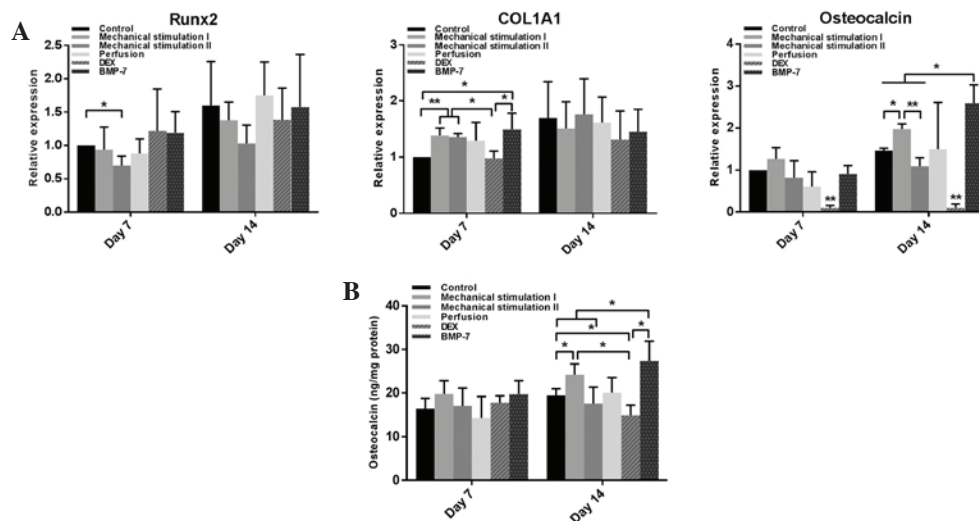 A
Runx2
Control
Mechanical stimulation I
Mechanical stimulation II
Perfusion
DEX
BMP-7
Relative expression
2.5
2.0
1.5
1.0
0.5
0.0
*
Day 7
Day 14
COL1A1
Control
Mechanical stimulation I
Mechanical stimulation II
Perfusion
DEX
BMP-7
Relative expression
3
2
1
0
*
**
*
*
Day 7
Day 14
Osteocalcin
Control
Mechanical stimulation I
Mechanical stimulation II
Perfusion
DEX
BMP-7
Relative expression
4
3
2
1
0
*
*
**
**
**
Day 7
Day 14
B
Control
Mechanical stimulation I
Mechanical stimulation II
Perfusion
DEX
BMP-7
Osteocalcin (ng/mg protein)
40
30
20
10
0
*
*
*
*
*
Day 7
Day 14